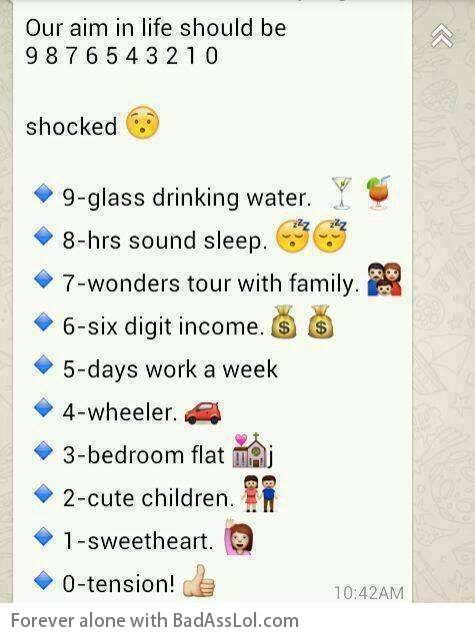 Our aim in life should be
9 8 7 6 5 4 3 2 1 0
shocked 😯
🔹 9-glass drinking water. 🍸🍹
🔹 8-hrs sound sleep. 😴😴
🔹 7-wonders tour with family. 👪
🔹 6-six digit income. 💰💰
🔹 5-days work a week
🔹 4-wheeler. 🚗
🔹 3-bedroom flat 💒j
🔹 2-cute children. 👫
🔹 1-sweetheart. 🙋
🔹 0-tension! 👍
10:42AM
Forever alone with BadAssLol.com